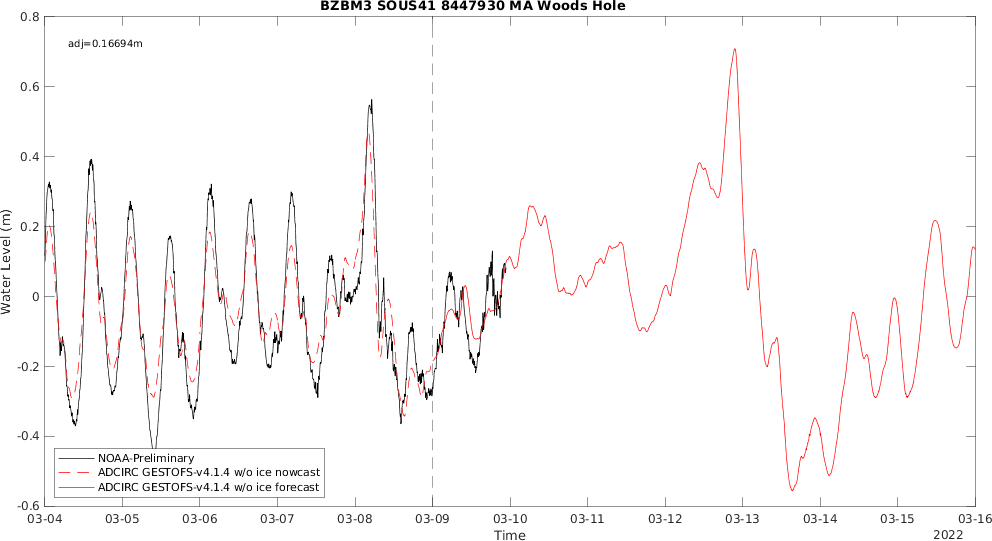 BZBM3 SOUS41 8447930 MA Woods Hole
adj=0.16694m
Water Level (m)
0.8
0.6
0.4
0.2
0
-0.2
-0.4
-0.6
NOAA-Preliminary
ADCIRC GESTOFS-v4.1.4 w/o ice nowcast
ADCIRC GESTOFS-v4.1.4 w/o ice forecast
03-04 03-05 03-06 03-07 03-08 03-09 03-10 03-11 03-12 03-13 03-14 03-15 03-16
Time
2022